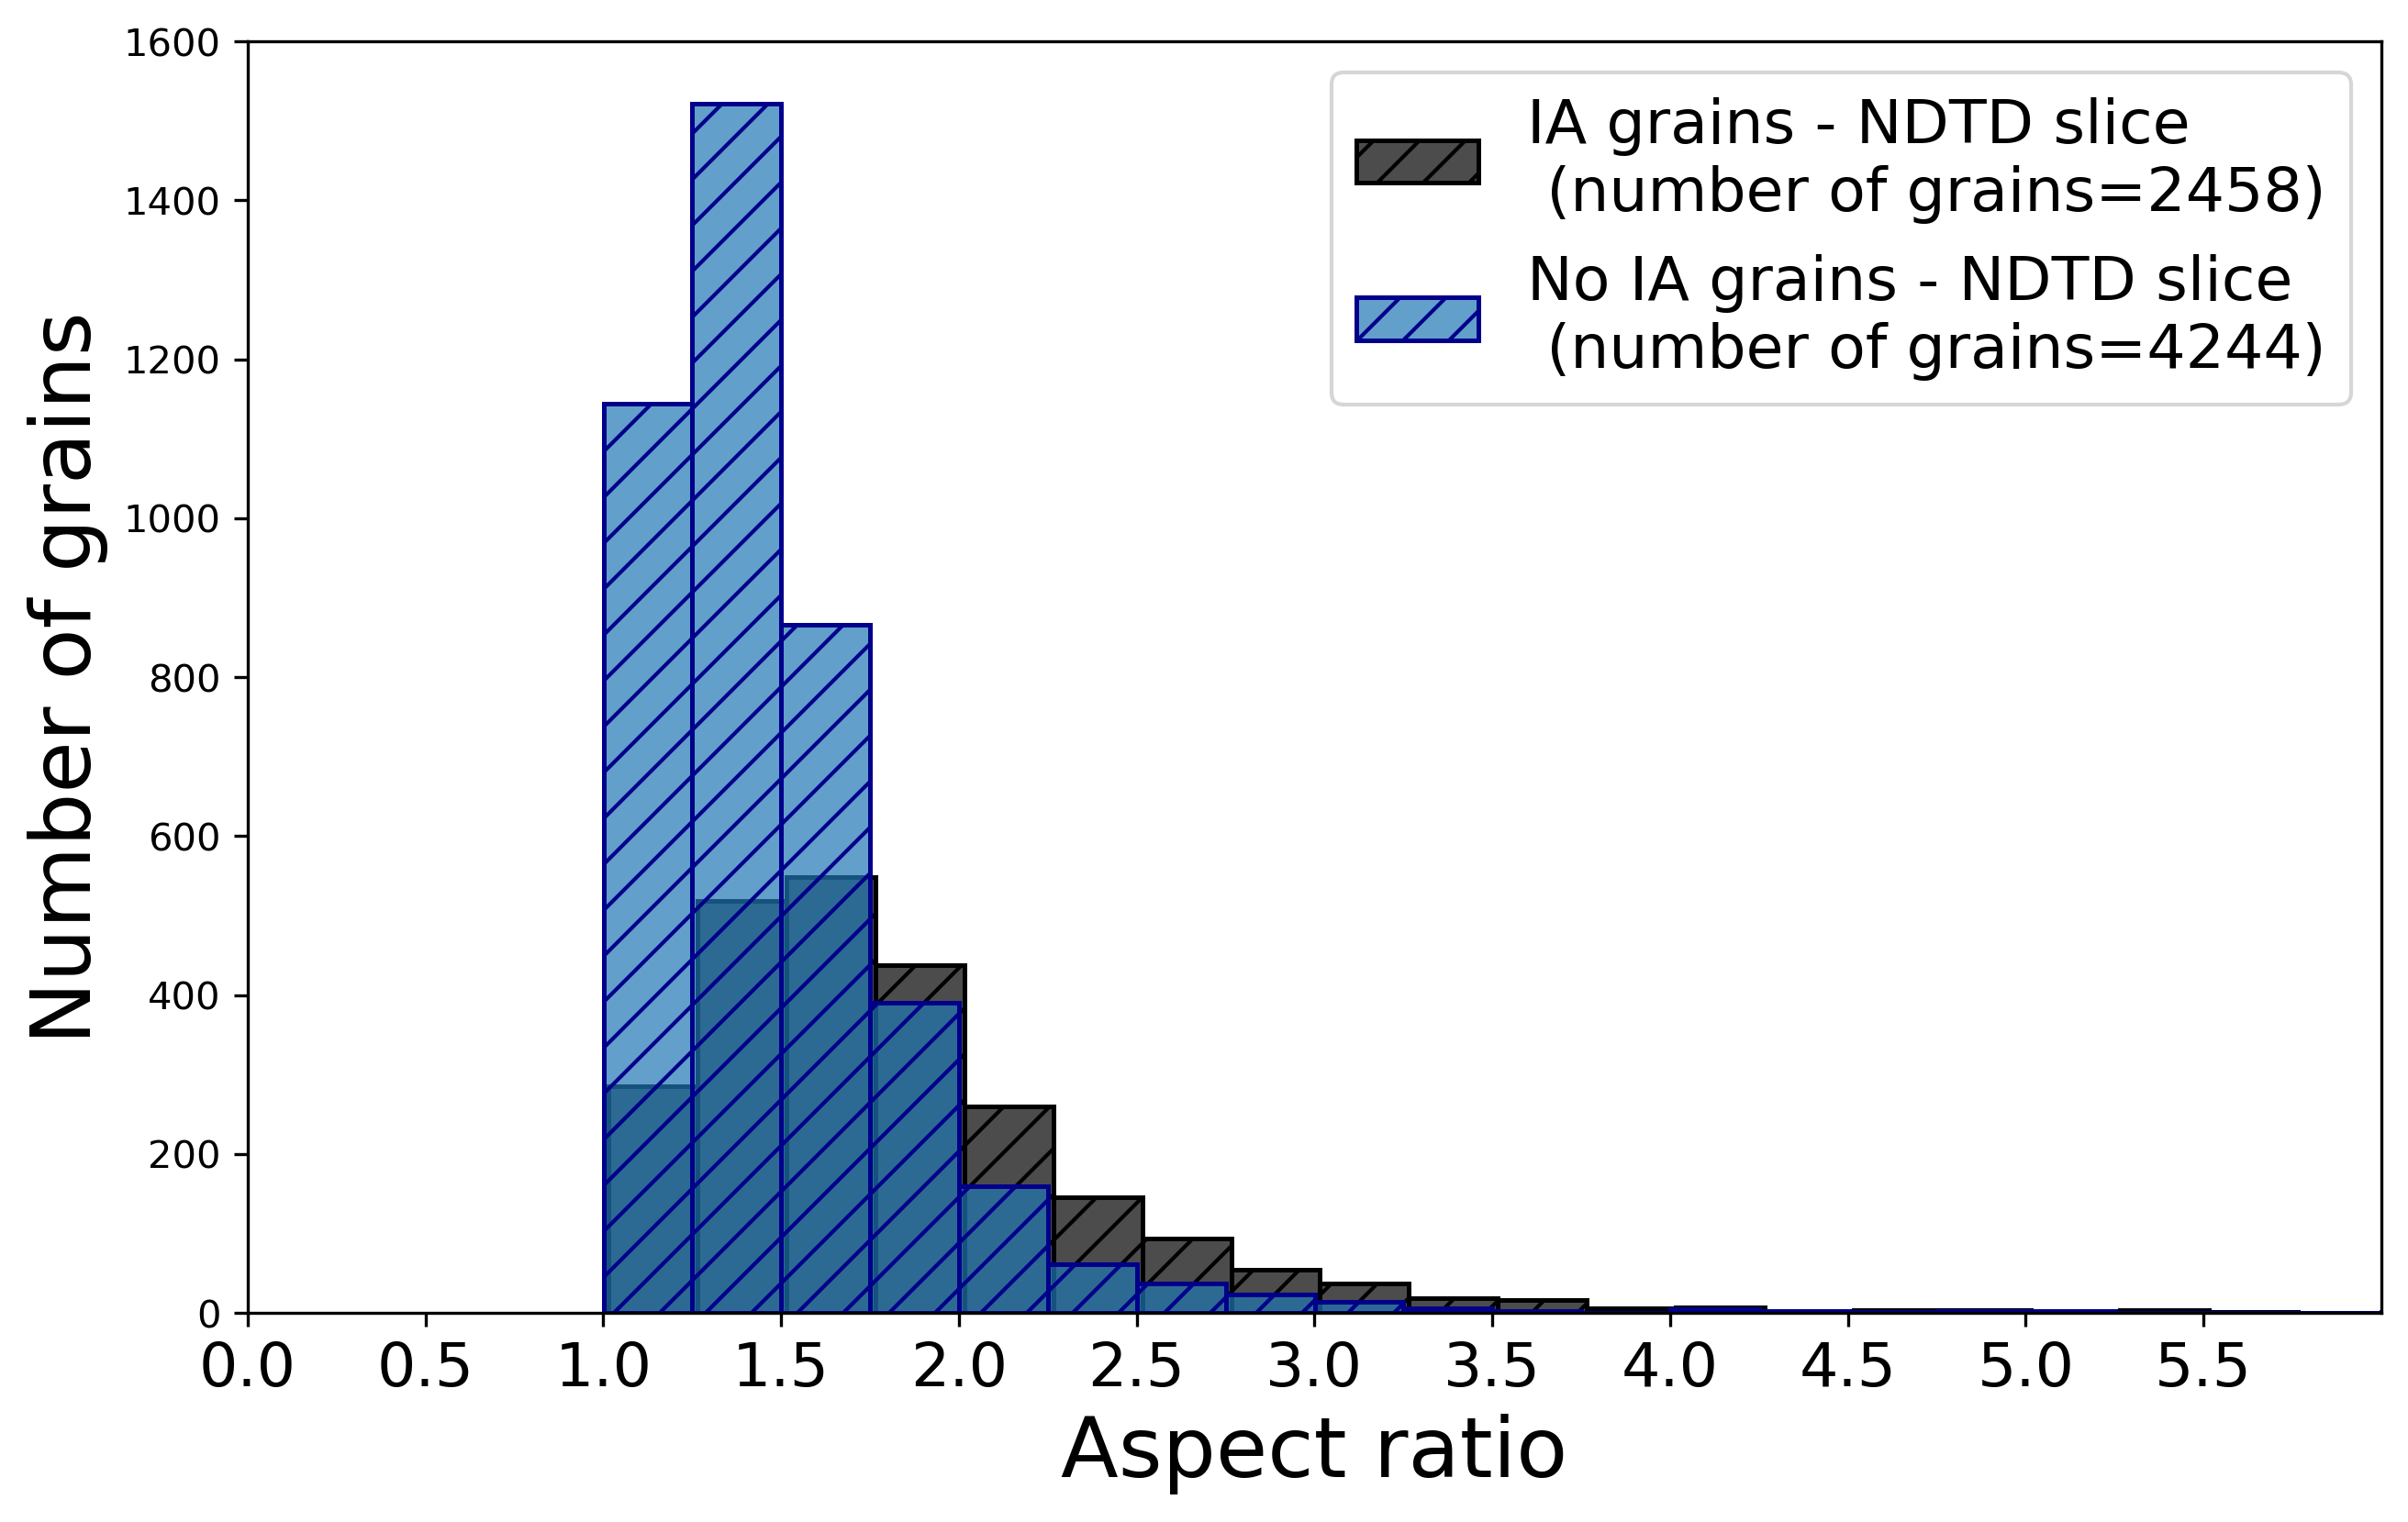 1600
1400
1200
1000
800
600
400
200
0
Number of grains
IA grains - NDTD slice
(number of grains=2458)
No IA grains - NDTD slice
(number of grains=4244)
0.0 0.5 1.0 1.5 2.0 2.5 3.0 3.5 4.0 4.5 5.0 5.5
Aspect ratio